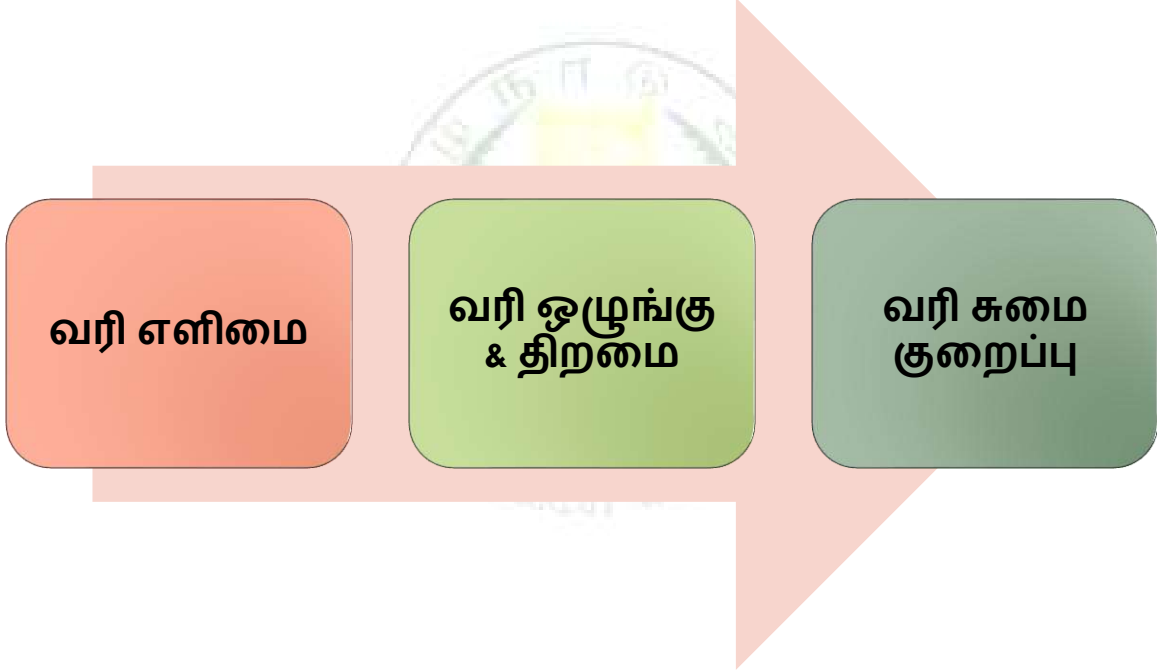 வரி எளிமை
வரி ஒழுங்கு
& திறமை
வரி சுமை
குறைப்பு